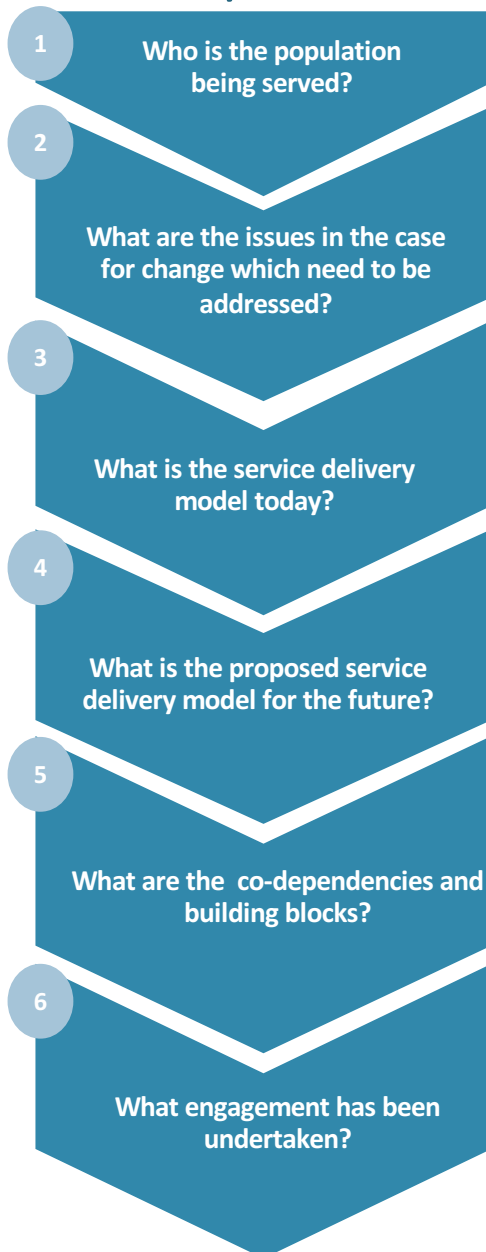 1
Who is the population
being served?
2
What are the issues in the case
for change which need to be
addressed?
3
What is the service delivery
model today?
4
What is the proposed service
delivery model for the future?
5
What are the  co-dependencies and
building blocks?
6
What engagement has been
undertaken?